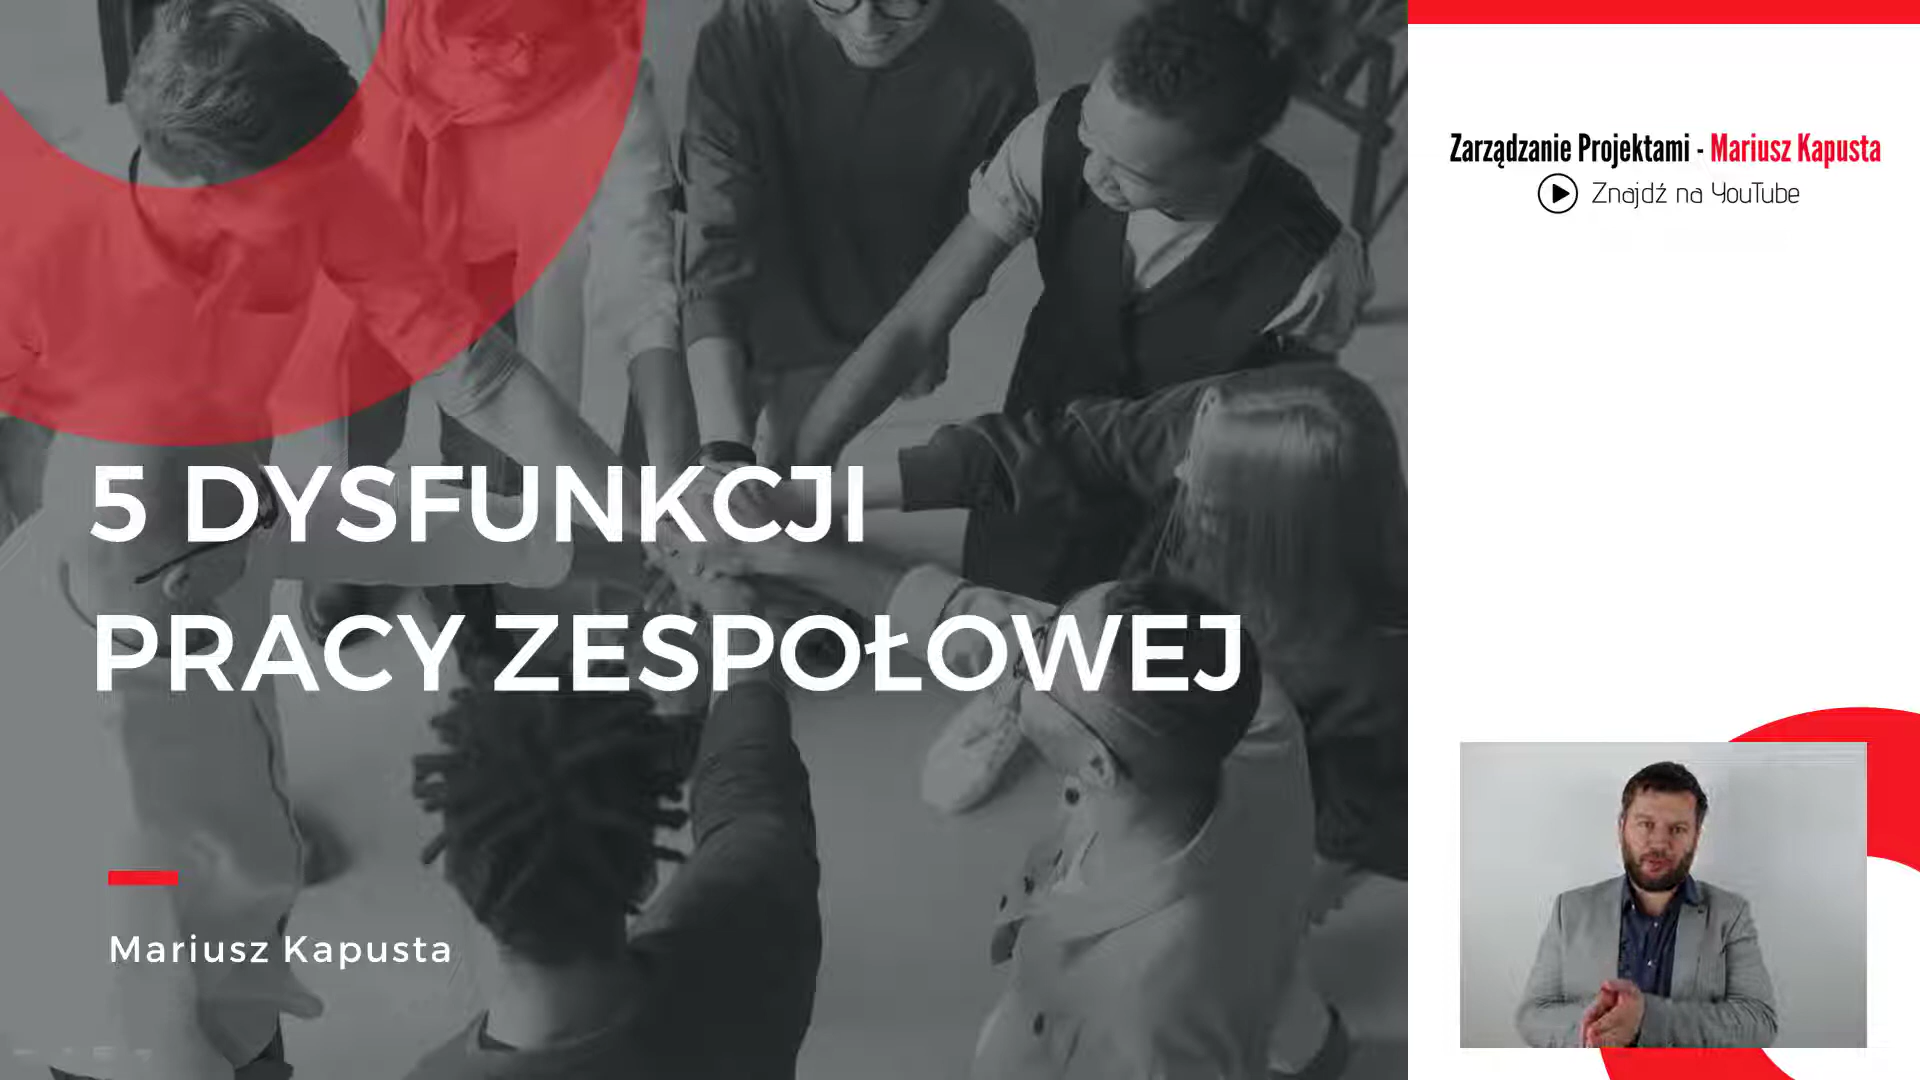 5 DYSFUNKCJI
PRACY ZESPOŁOWEJ
Mariusz Kapusta
Zarządzanie Projektami - Mariusz Kapusta
Znajdź na YouTube